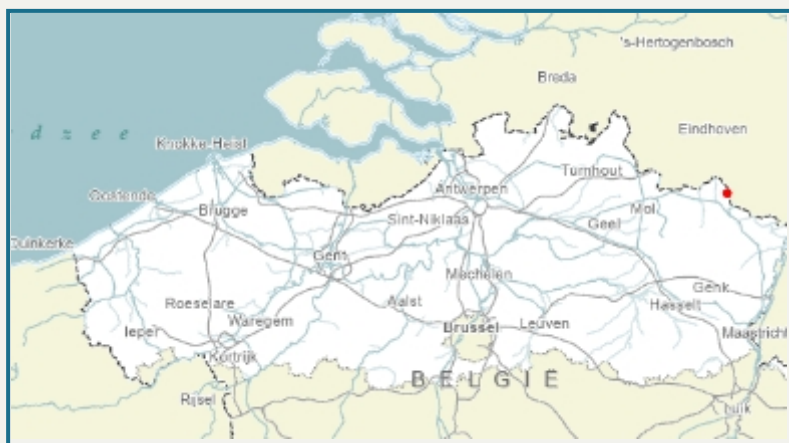 's-Hertogenbosch
Breda
d z e e
Eindhoven
Knokke-Heist
Turnhout
Antwerpen
Oostende
Mol
Brugge
Sint-Niklaas
Geel
Duinkerke
Gent
Mechelen
Genk
Roeselare
Aalst
Hasselt
Waregem
Ieper
Brussel
Leuven
Maastricht
Kortrijk
BELGIË
Rijsel
Luik